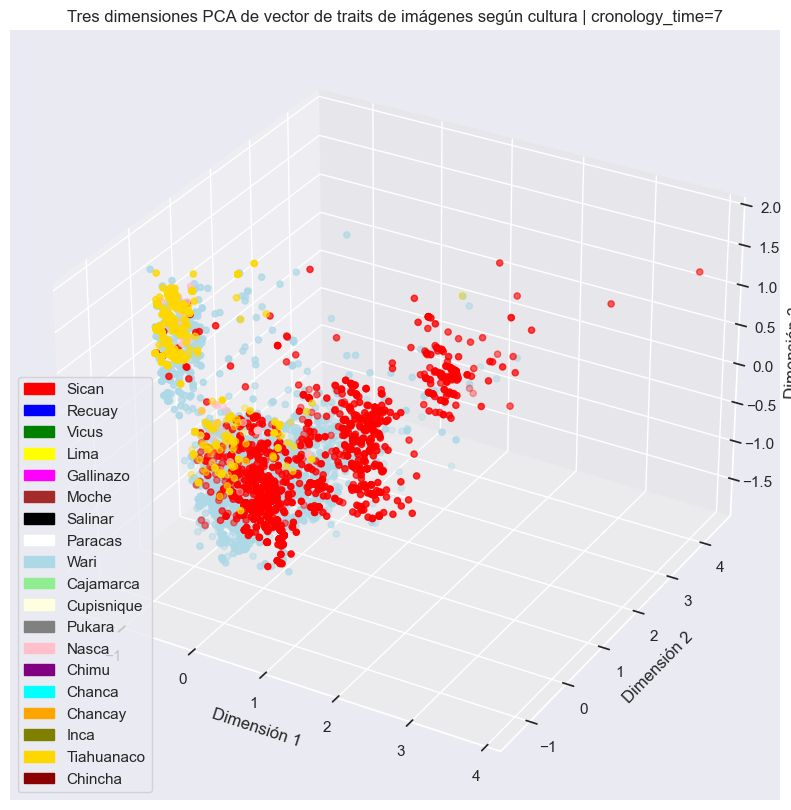 Tres dimensiones PCA de vector de traits de imágenes según cultura | cronology_time=7
2.0
1.5
1.0
0.5
0.0
−0.5
−1.0
−1.5
Dimensión 3
4
3
2
1
0
−1
Dimensión 2
−1
0
1
2
3
4
Dimensión 1
Sican
Recuay
Vicus
Lima
Gallinazo
Moche
Salinar
Paracas
Wari
Cajamarca
Cupisnique
Pukara
Nasca
Chimu
Chanca
Chancay
Inca
Tiahuanaco
Chincha